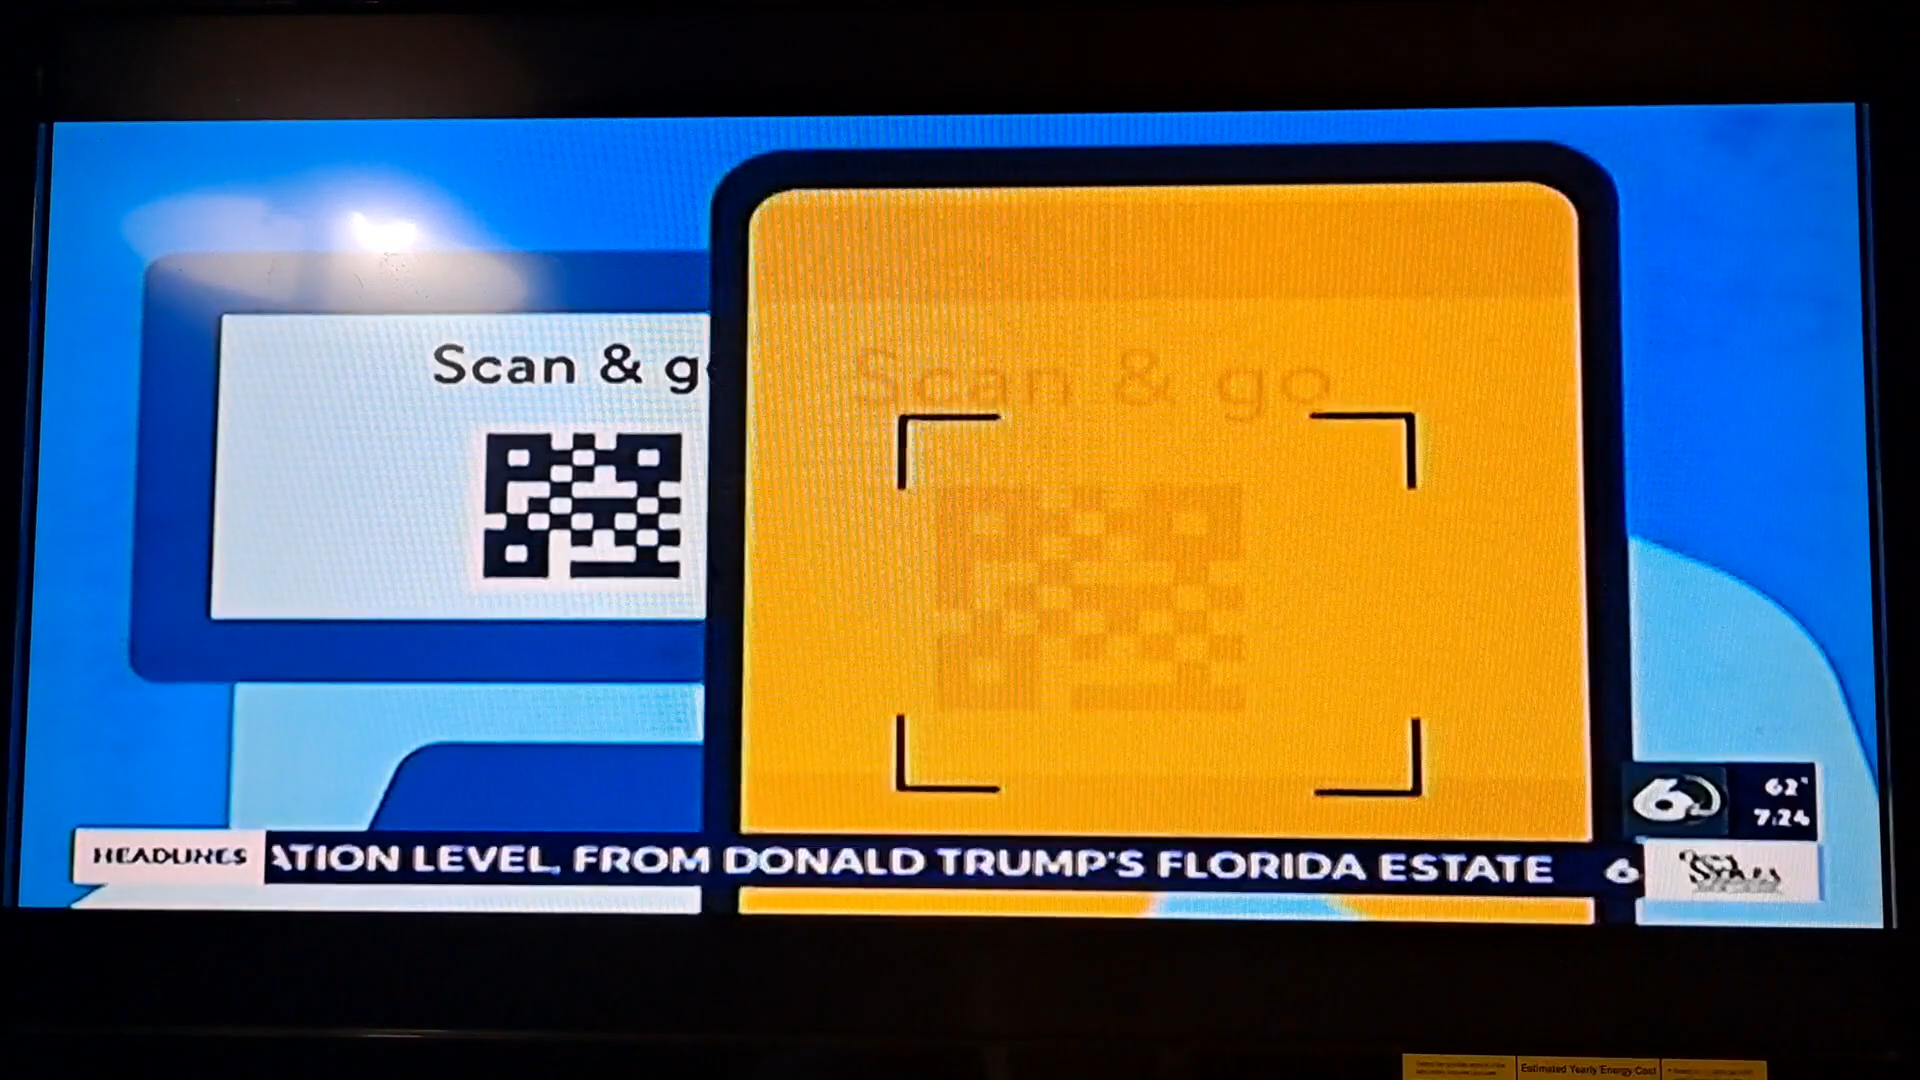 Scan & g
Scan & go
6
62°
7:24
HEADLINES
ATION LEVEL, FROM DONALD TRUMP'S FLORIDA ESTATE
6
Estimated Yearly Energy Cost